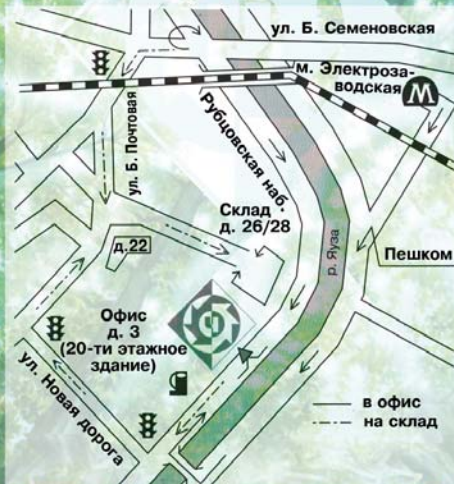 ул. Б. Семеновская
м. Электроза-
водская
М
ул. Б. Почтовая
Рубцовская наб.
Склад
д. 26/28
д.22
р. Яуза
Пешком
Офис
д. 3
(20-ти этажное
здание)
Ф
ул. Новая дорога
в офис
на склад